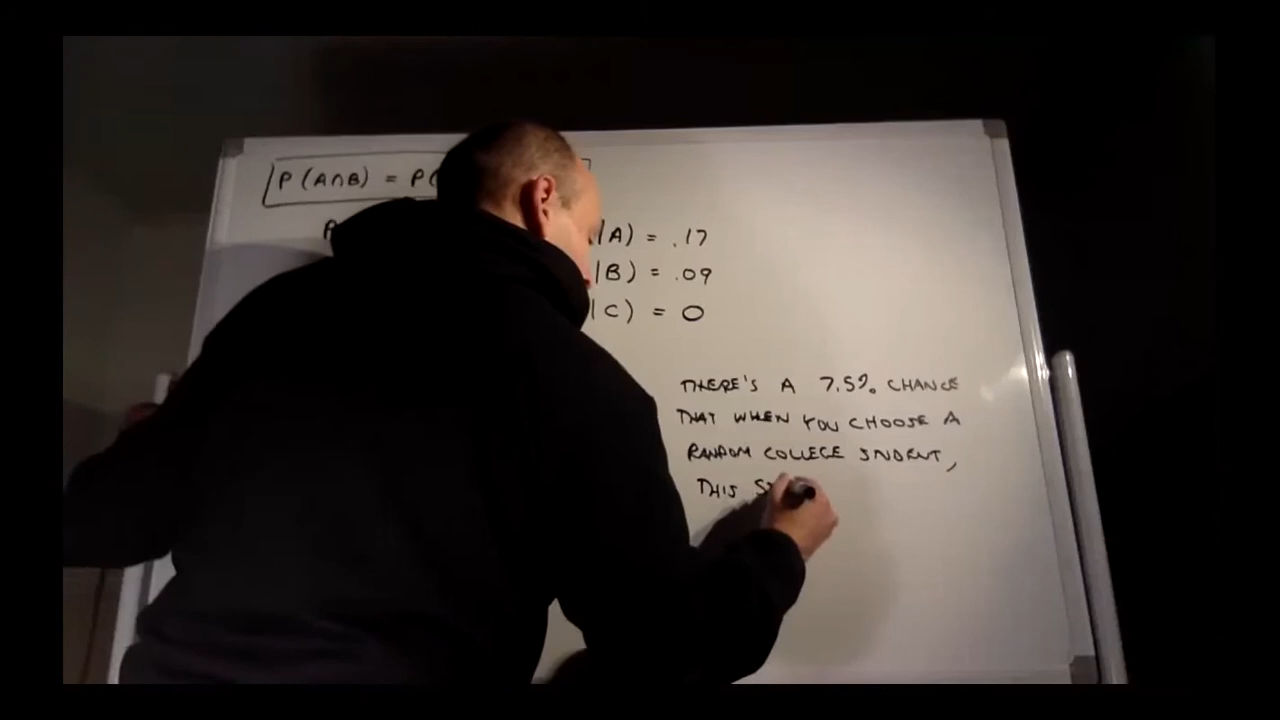 P(A∩B) = P(
|A) = .17
|B) = .09
|C) = 0
THERE'S A 7.5% CHANCE
THAT WHEN YOU CHOOSE A
RANDOM COLLEGE STUDENT,
THIS